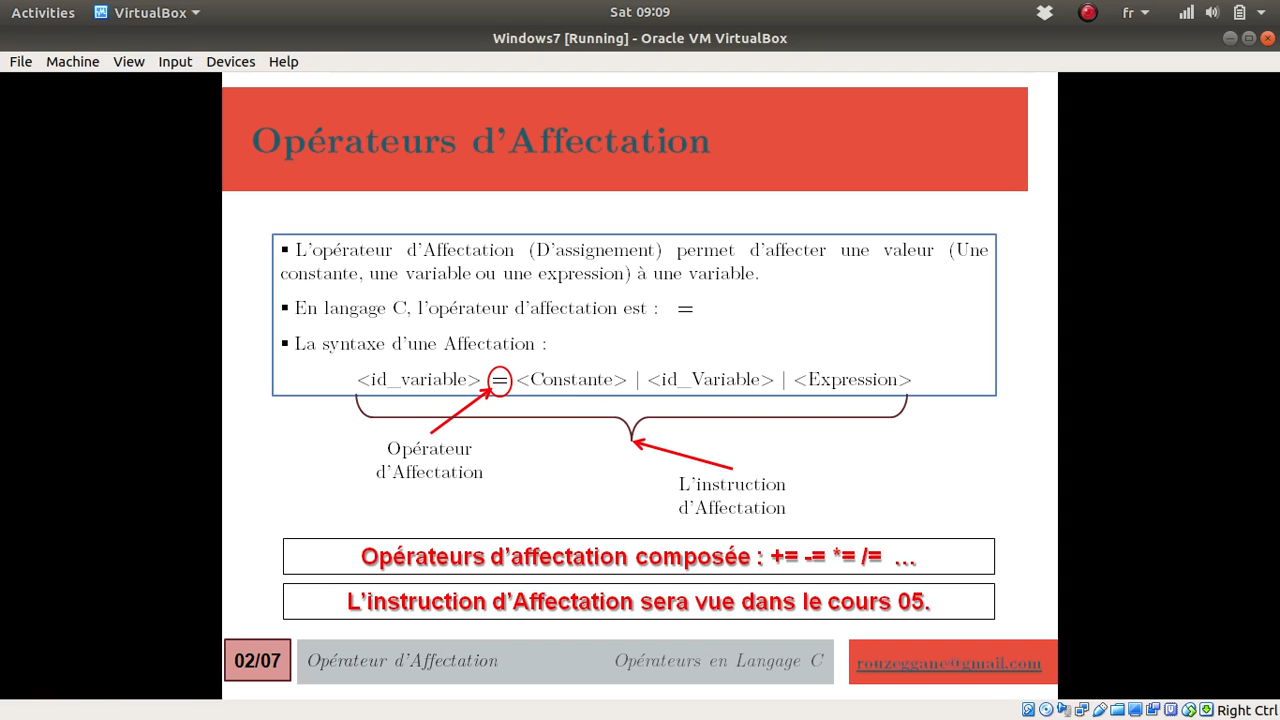 Activities VirtualBox Sat 09:09 fr
Windows7 [Running] - Oracle VM VirtualBox
File Machine View Input Devices Help
Opérateurs d'Affectation
▪ L'opérateur d'Affectation (D'assignement) permet d'affecter une valeur (Une
constante, une variable ou une expression) à une variable.
▪ En langage C, l'opérateur d'affectation est : =
▪ La syntaxe d'une Affectation :
<id_variable> = <Constante> | <id_Variable> | <Expression>
Opérateur
d'Affectation
L'instruction
d'Affectation
Opérateurs d'affectation composée : += -= *= /= ...
L'instruction d'Affectation sera vue dans le cours 05.
02/07 Opérateur d'Affectation Opérateurs en Langage C rouzeggane@gmail.com
Right Ctrl